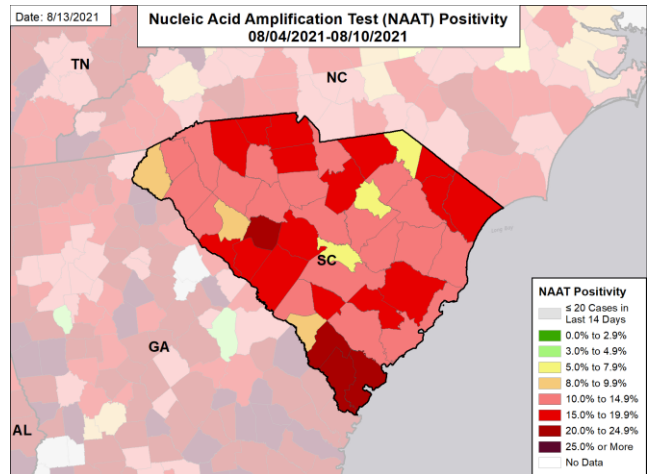 Date: 8/13/2021
Nucleic Acid Amplification Test (NAAT) Positivity
08/04/2021-08/10/2021
TN
NC
SC
GA
AL
Long Bay
NAAT Positivity
≤ 20 Cases in
Last 14 Days
0.0% to 2.9%
3.0% to 4.9%
5.0% to 7.9%
8.0% to 9.9%
10.0% to 14.9%
15.0% to 19.9%
20.0% to 24.9%
25.0% or More
No Data